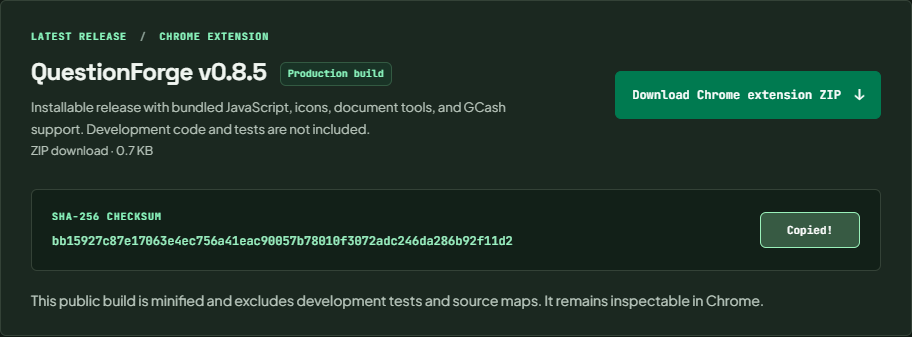 LATEST RELEASE / CHROME EXTENSION
QuestionForge v0.8.5 Production build
Installable release with bundled JavaScript, icons, document tools, and GCash
support. Development code and tests are not included.
ZIP download · 0.7 KB
Download Chrome extension ZIP ↓
SHA-256 CHECKSUM
bb15927c87e17063e4ec756a41eac90057b78010f3072adc246da286b92f11d2
Copied!
This public build is minified and excludes development tests and source maps. It remains inspectable in Chrome.